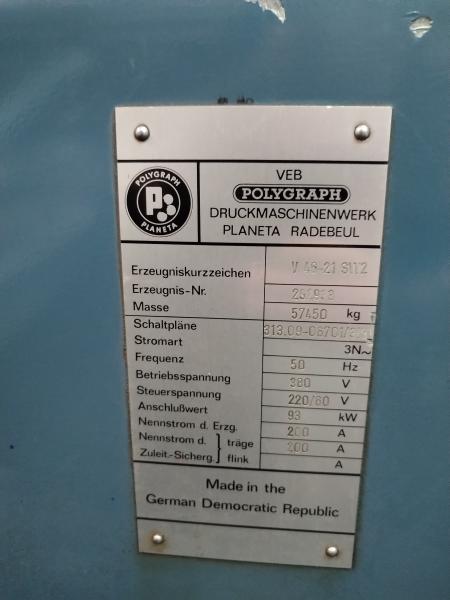 POLYGRAPH
PLANETA
VEB
POLYGRAPH
DRUCKMASCHINENWERK
PLANETA RADEBEUL
Erzeugniskurzzeichen
Erzeugnis-Nr.
Masse 57450 kg
Schaltpläne
Stromart 3N~
Frequenz 50 Hz
Betriebsspannung 380 V
Steuerspannung 220/60 V
Anschlußwert 93 kW
Nennstrom d. Erzg. 200 A
Nennstrom d. träge 200 A
Zuleit.-Sicherg. flink A
Made in the
German Democratic Republic